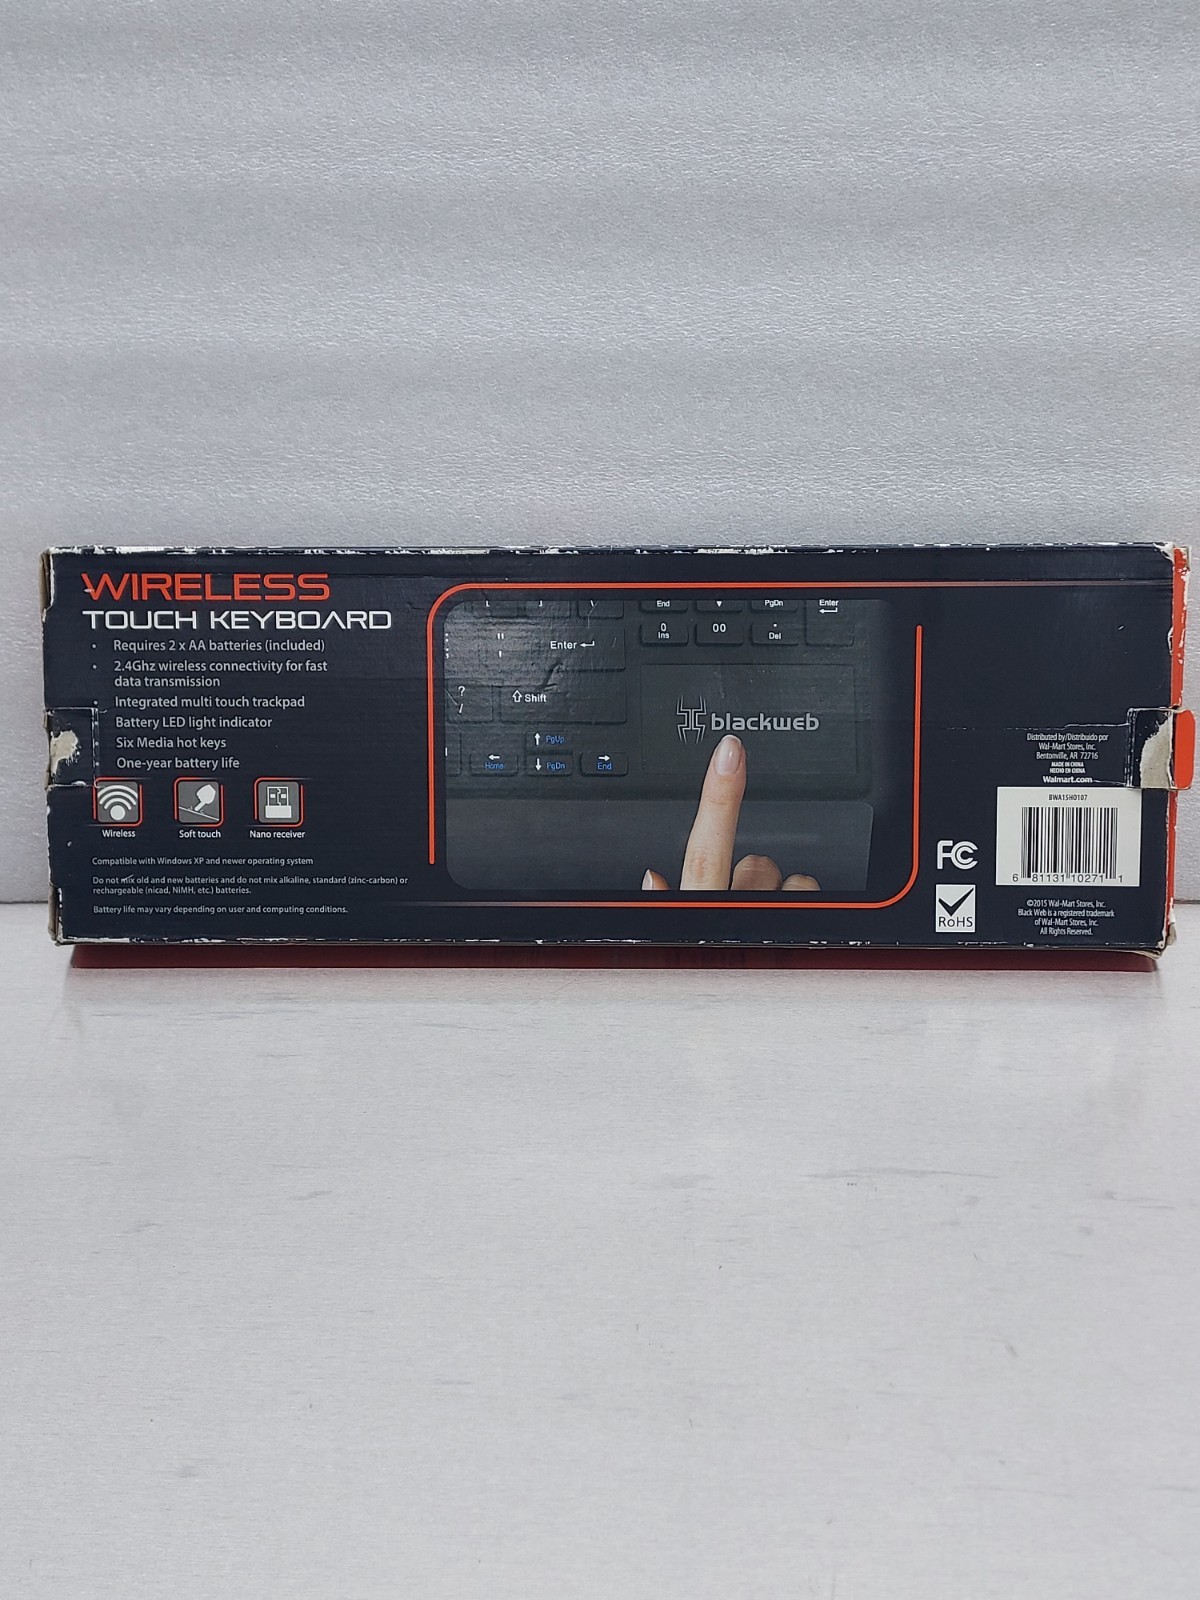 WIRELESS
TOUCH KEYBOARD
• Requires 2 x AA batteries (included)
• 2.4Ghz wireless connectivity for fast
data transmission
• Integrated multi touch trackpad
• Battery LED light indicator
• Six Media hot keys
• One-year battery life
Wireless
Soft touch
Nano receiver
Compatible with Windows XP and newer operating system
Do not mix old and new batteries and do not mix alkaline, standard (zinc-carbon) or
rechargeable (nicad, NiMH, etc.) batteries.
Battery life may vary depending on user and computing conditions.
[ ] \
End ▼ PgDn Enter
" '
Enter
0 Ins
00
. Del
? /
Shift
PgUp
Home
PgDn
End
blackweb
Distributed by/Distribuido por
Wal-Mart Stores, Inc.
Bentonville, AR 72716
MADE IN CHINA
HECHO EN CHINA
Walmart.com
BWA15HO107
6 81131 10271 1
FC
RoHS
©2015 Wal-Mart Stores, Inc.
Black Web is a registered trademark
of Wal-Mart Stores, Inc.
All Rights Reserved.